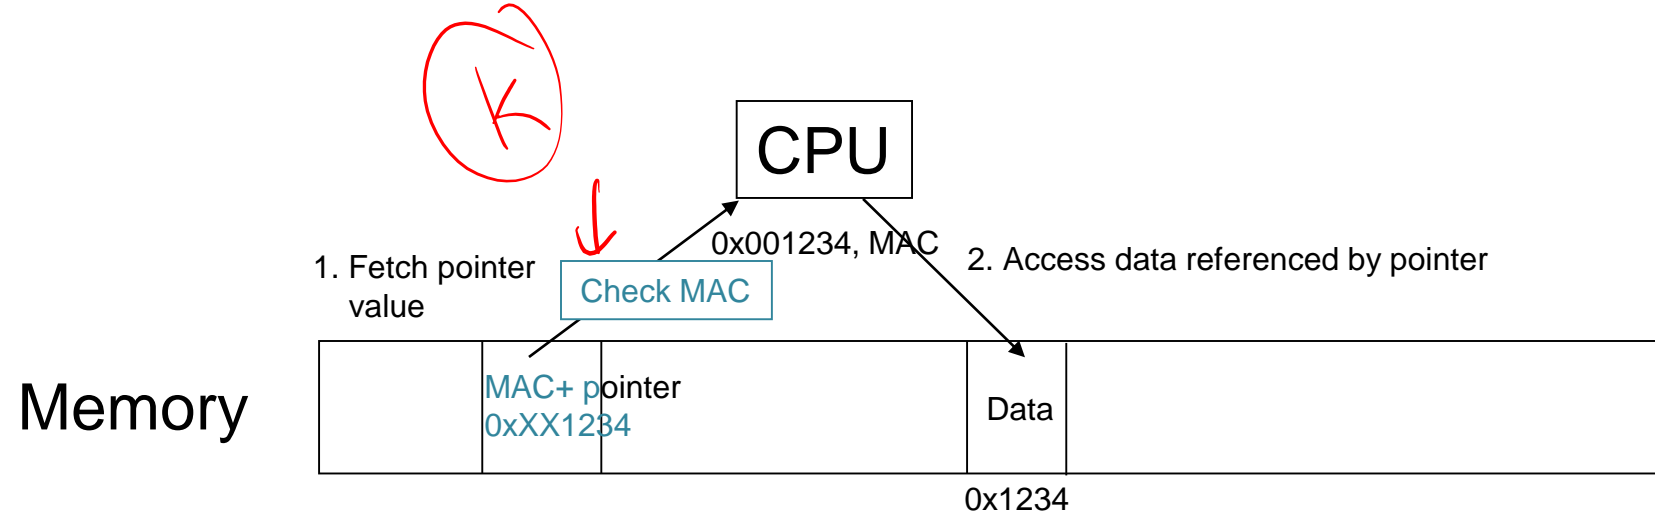 K
CPU
0x001234, MAC
1. Fetch pointer
value
2. Access data referenced by pointer
Check MAC
Memory
MAC+ pointer
0xXX1234
Data
0x1234